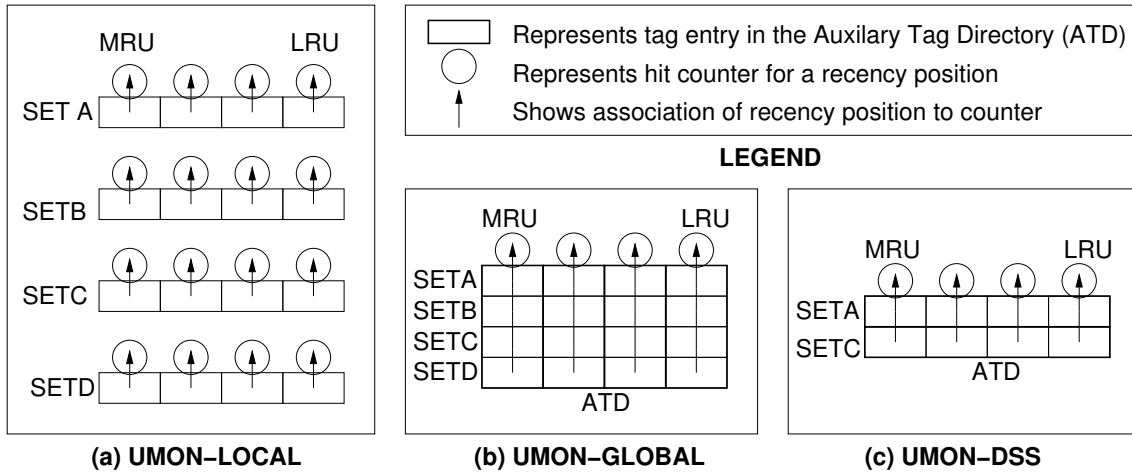 MRU LRU
SET A
SETB
SETC
SETD
(a) UMON–LOCAL
Represents tag entry in the Auxilary Tag Directory (ATD)
Represents hit counter for a recency position
Shows association of recency position to counter
LEGEND
MRU LRU
SETA
SETB
SETC
SETD
ATD
(b) UMON–GLOBAL
MRU LRU
SETA
SETC
ATD
(c) UMON–DSS